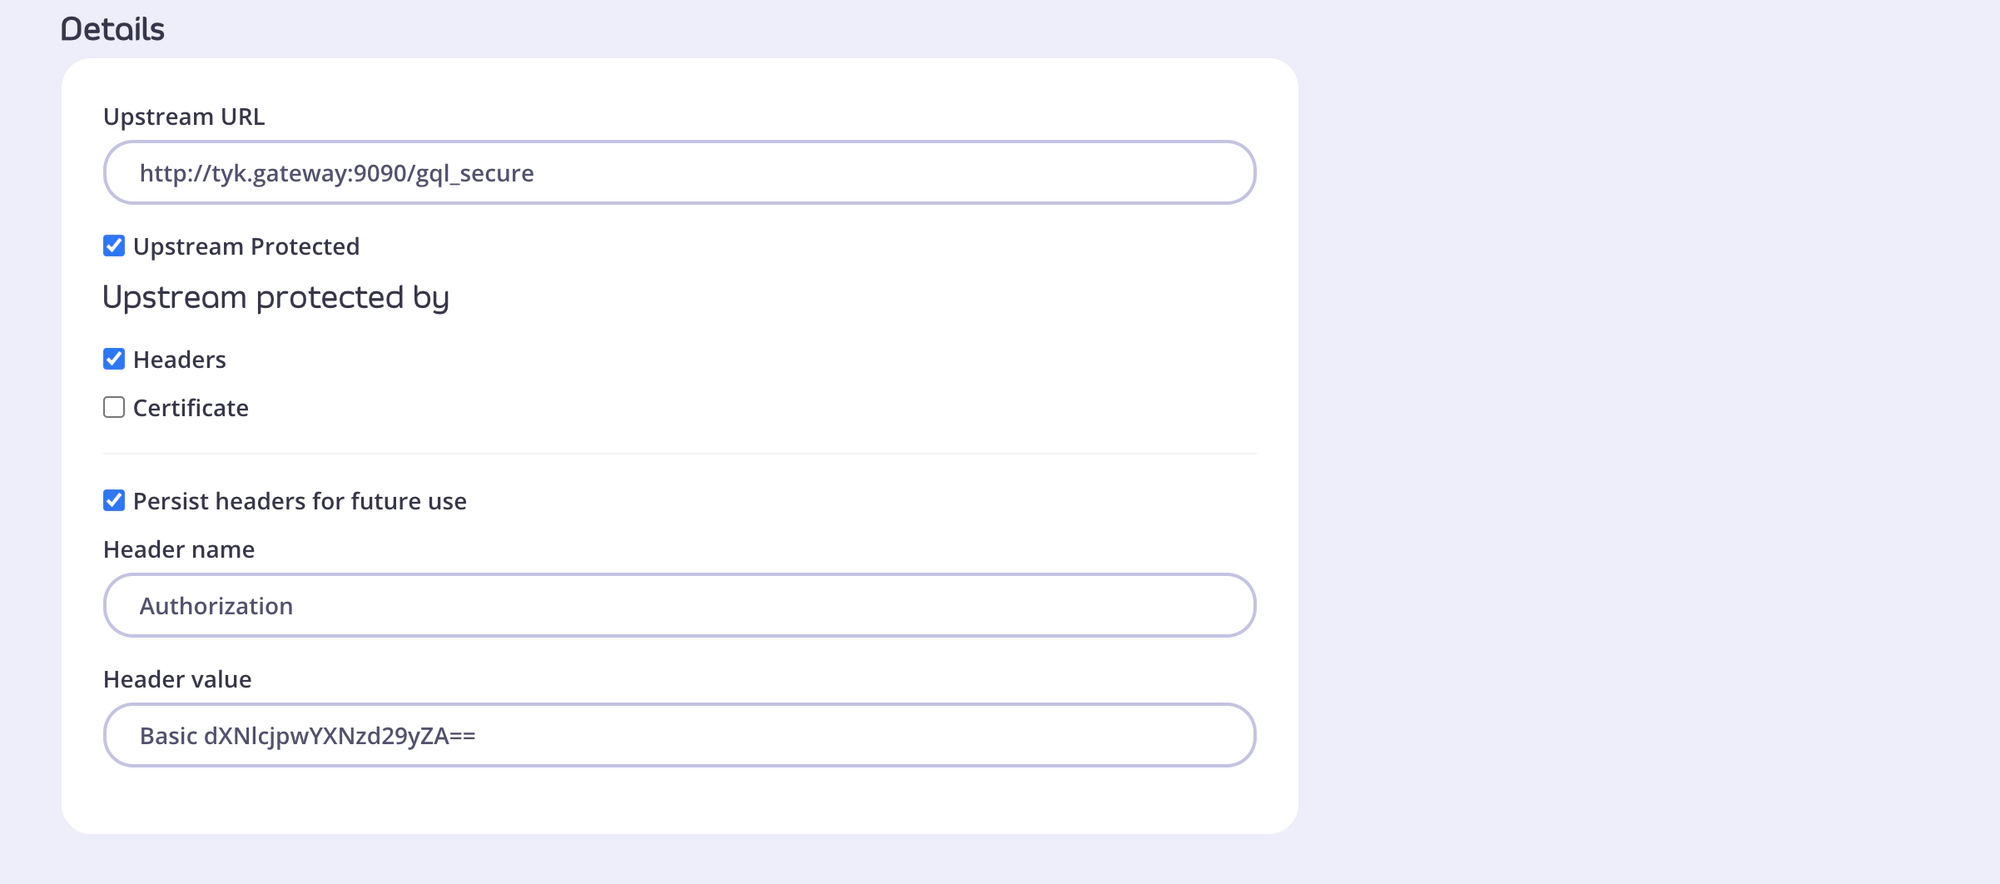 Details
Upstream URL
http://tyk.gateway:9090/gql_secure
Upstream Protected
Upstream protected by
Headers
Certificate
Persist headers for future use
Header name
Authorization
Header value
Basic dXNlcjpwYXNzd29yZA==